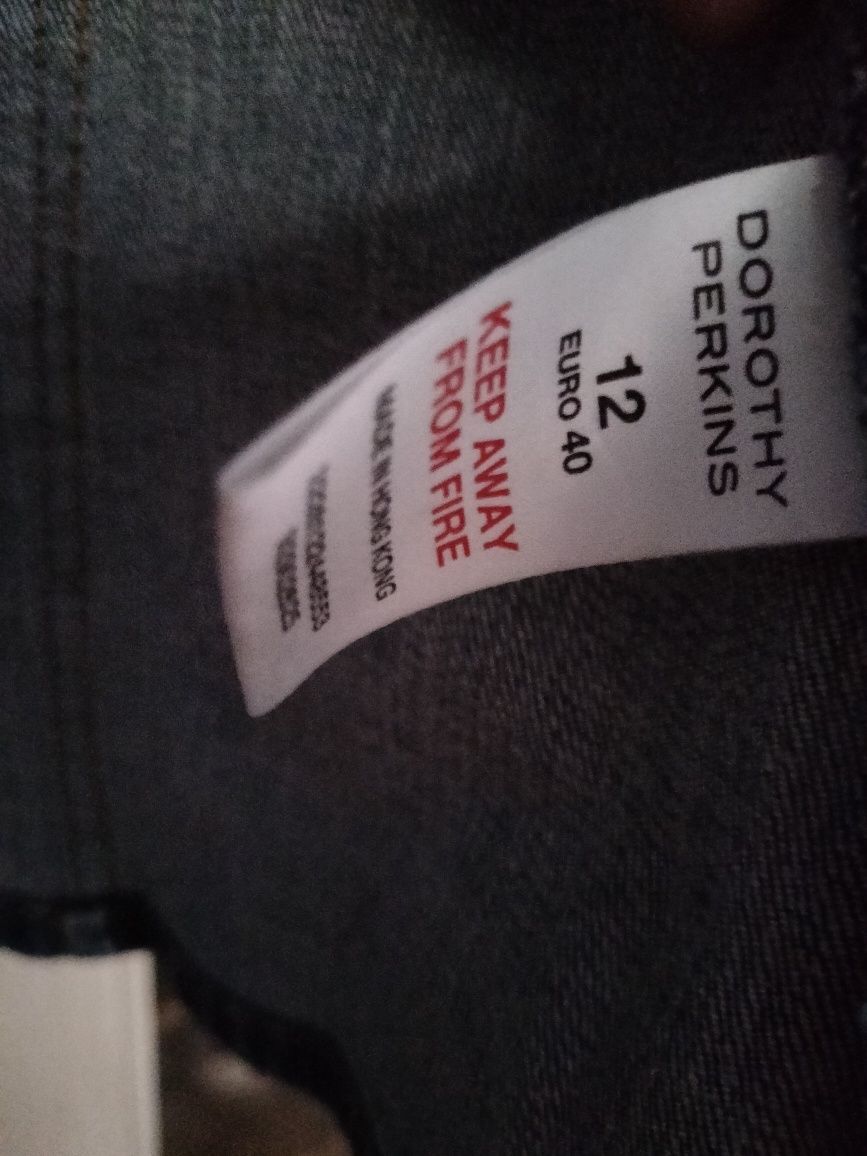 DOROTHY
PERKINS
12
EURO 40
KEEP AWAY
FROM FIRE
MADE IN HONG KONG